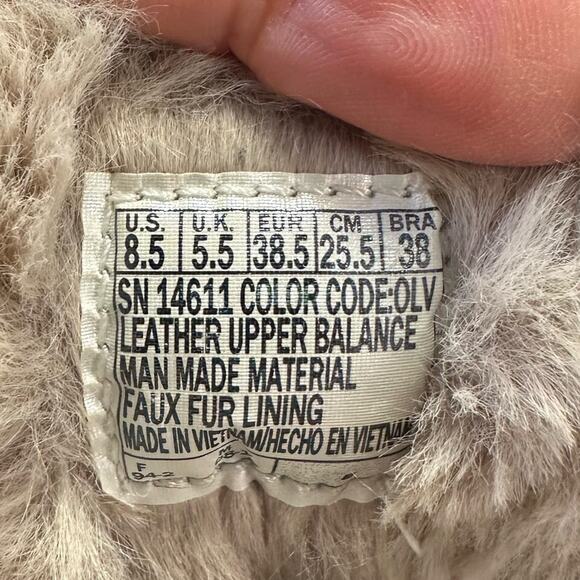 U.S. U.K. EUR CM BRA
8.5 5.5 38.5 25.5 38
SN 14611 COLOR CODE:OLV
LEATHER UPPER BALANCE
MAN MADE MATERIAL
FAUX FUR LINING
MADE IN VIETNAM/HECHO EN VIETNAM
F M
942